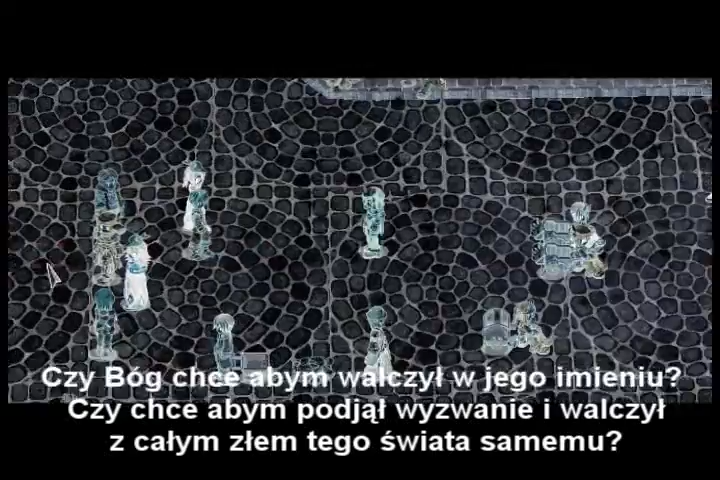 Czy Bóg chce abym walczył w jego imieniu?
Czy chce abym podjął wyzwanie i walczył
z całym złem tego świata samemu?